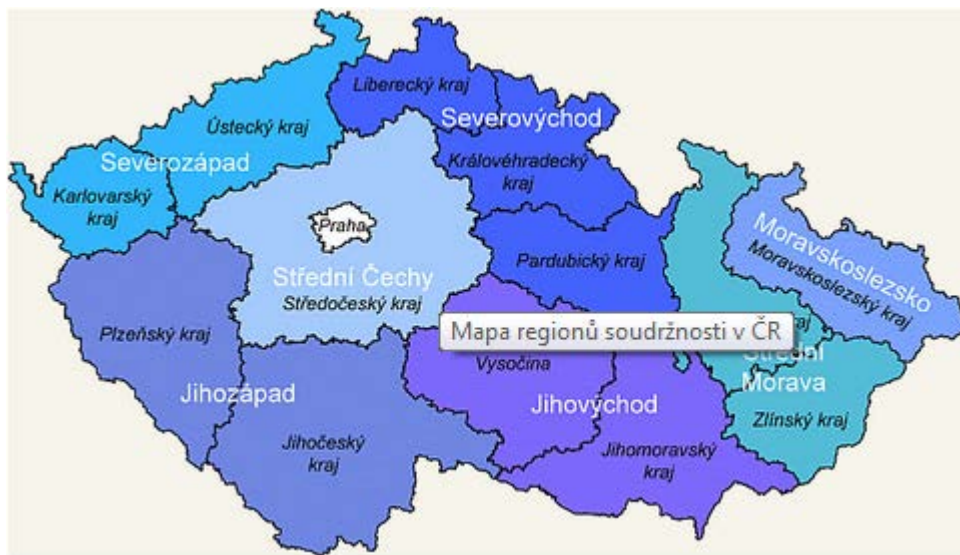 Liberecký kraj
Severovýchod
Ústecký kraj
Severozápad
Královéhradecký
kraj
Karlovarský
kraj
Praha
Pardubický kraj
Moravskoslezsko
Moravskoslezský kraj
Střední Čechy
Středočeský kraj
Plzeňský kraj
Mapa regionů soudržnosti v ČR
Vysočina
Střední
Morava
Jihozápad
Jihovýchod
Zlínský kraj
Jihočeský
kraj
Jihomoravský
kraj